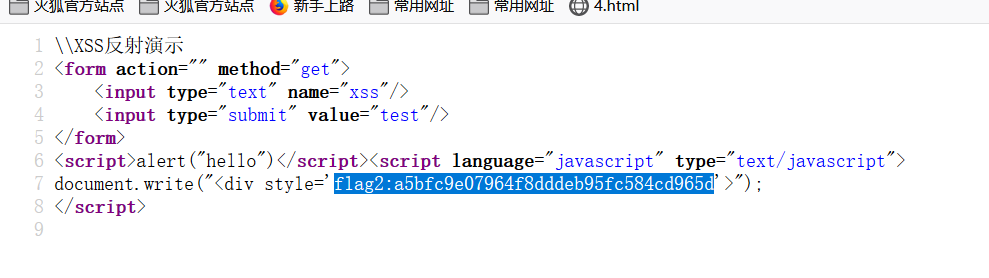 火狐官方站点 火狐官方站点 新手上路 常用网址 常用网址 4.html
1 \\XSS反射演示
2 <form action="" method="get">
3 <input type="text" name="xss"/>
4 <input type="submit" value="test"/>
5 </form>
6 <script>alert("hello")</script><script language="javascript" type="text/javascript">
7 document.write("<div style='flag2:a5bfc9e07964f8dddeb95fc584cd965d'>");
8 </script>
9